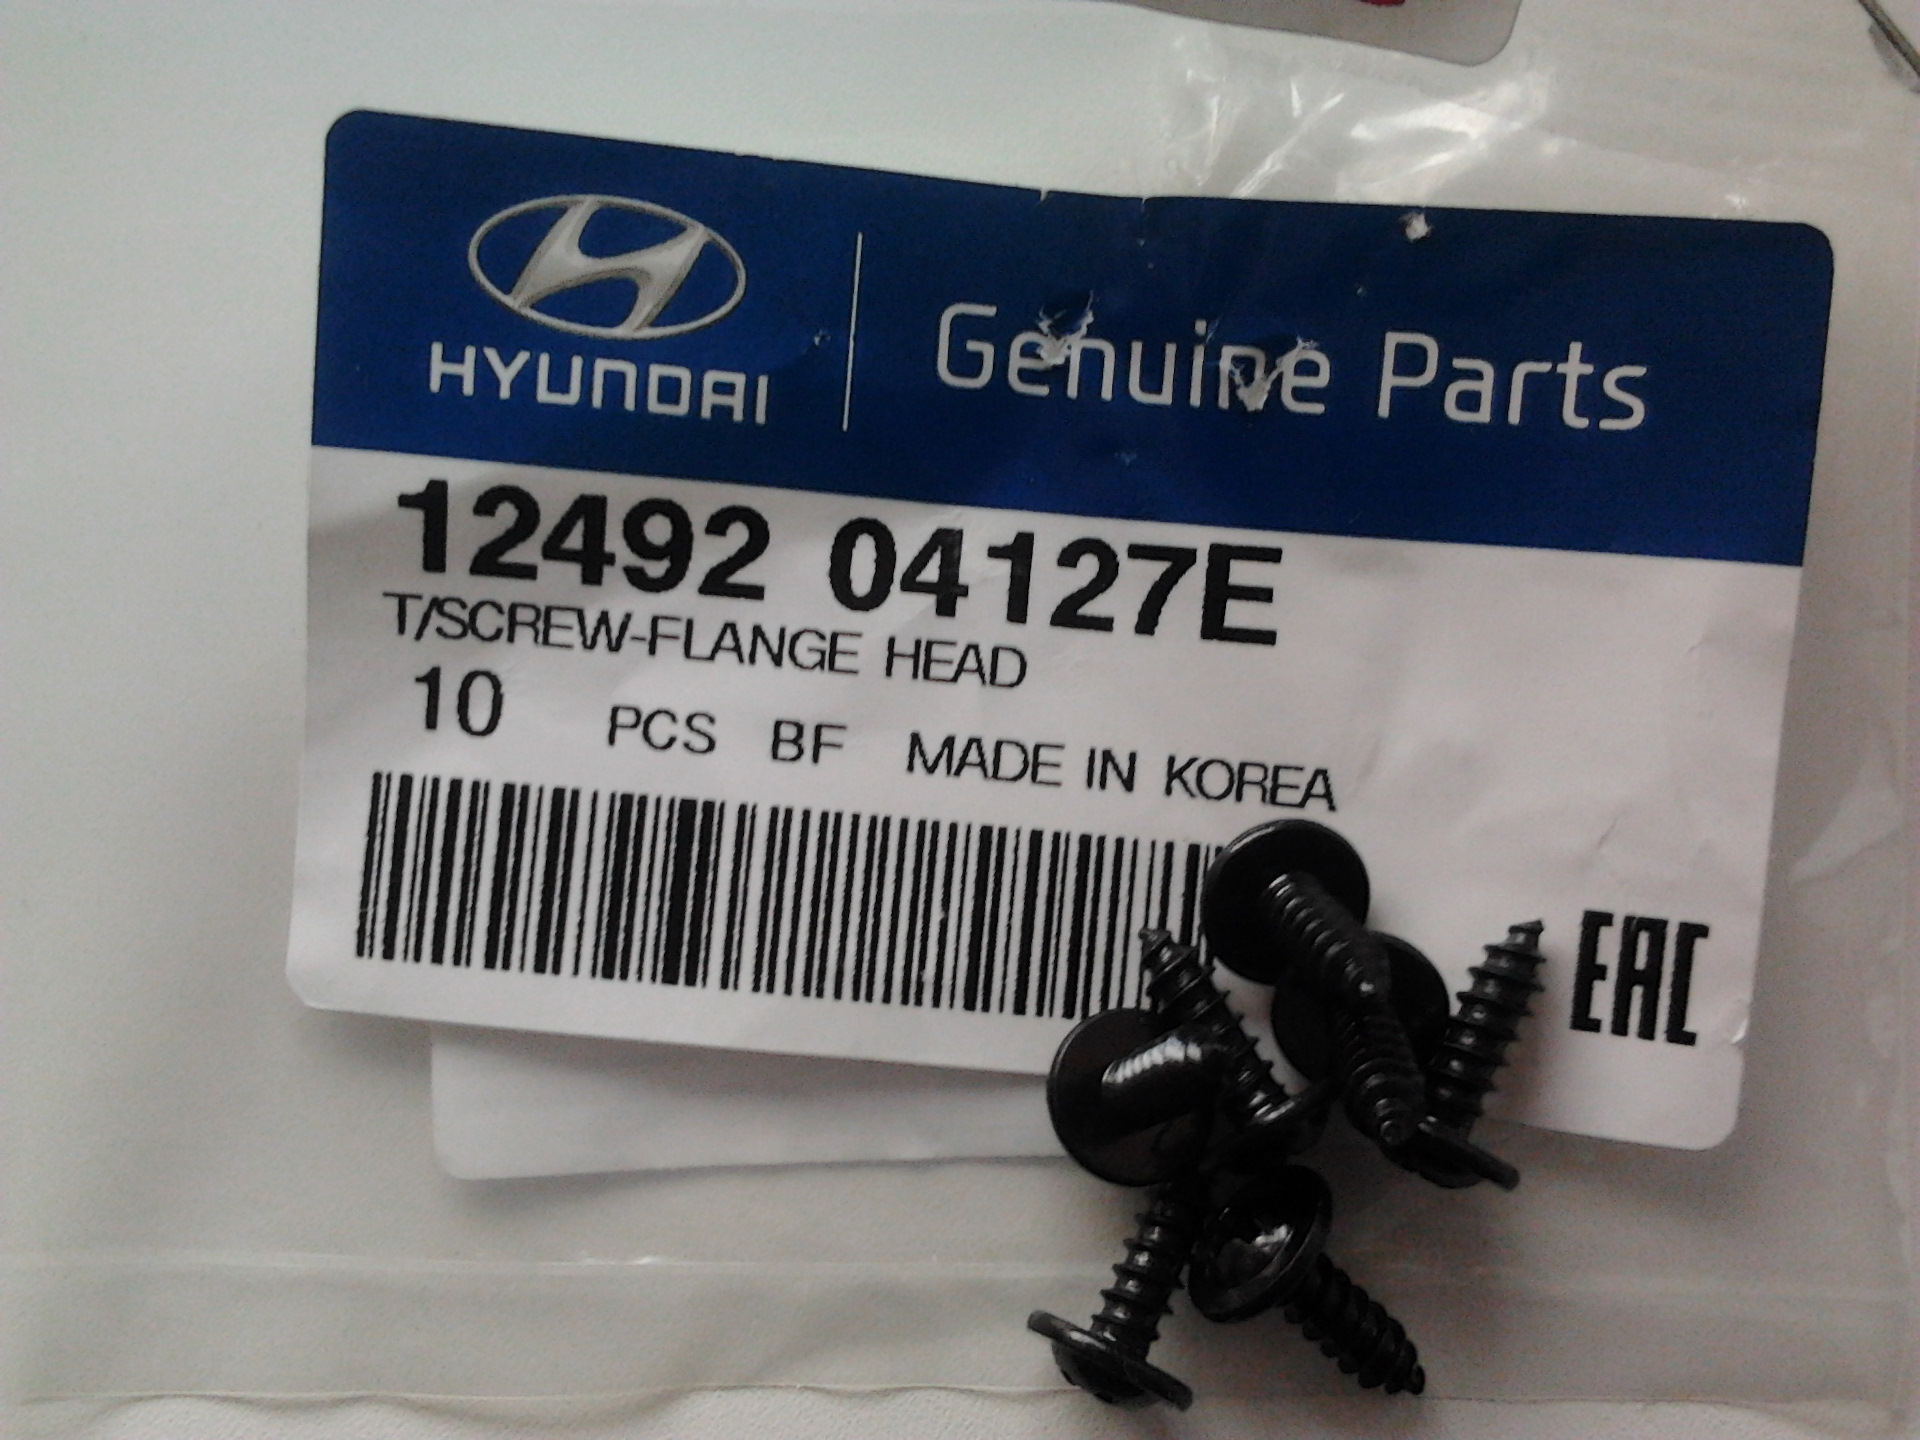 HYUNDAI
Genuine Parts
12492 04127E
T/SCREW-FLANGE HEAD
10 PCS BF MADE IN KOREA
EAC